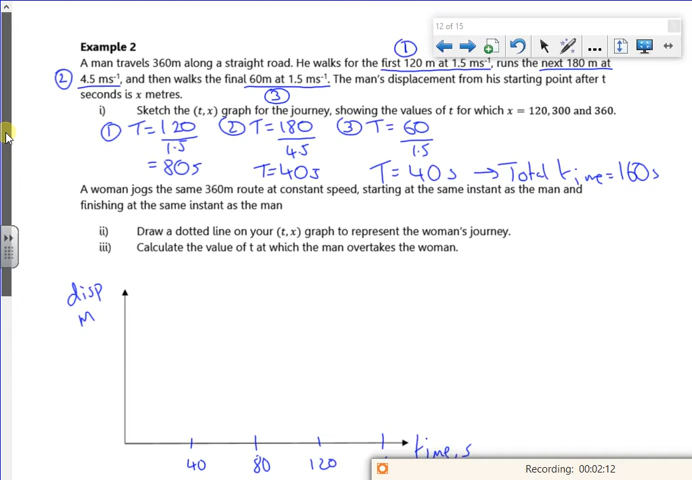 12 of 15
Example 2
①
A man travels 360m along a straight road. He walks for the first 120 m at 1.5 ms⁻¹, runs the next 180 m at
② 4.5 ms⁻¹, and then walks the final 60m at 1.5 ms⁻¹. The man's displacement from his starting point after t
seconds is x metres.
③
i) Sketch the (t, x) graph for the journey, showing the values of t for which x = 120, 300 and 360.
① T = 120/1.5 ② T = 180/4.5 ③ T = 60/1.5
= 80s T = 40s T = 40s → Total time = 160s
A woman jogs the same 360m route at constant speed, starting at the same instant as the man and
finishing at the same instant as the man
ii) Draw a dotted line on your (t, x) graph to represent the woman's journey.
iii) Calculate the value of t at which the man overtakes the woman.
disp
M
time, s
40 80 120
Recording: 00:02:12